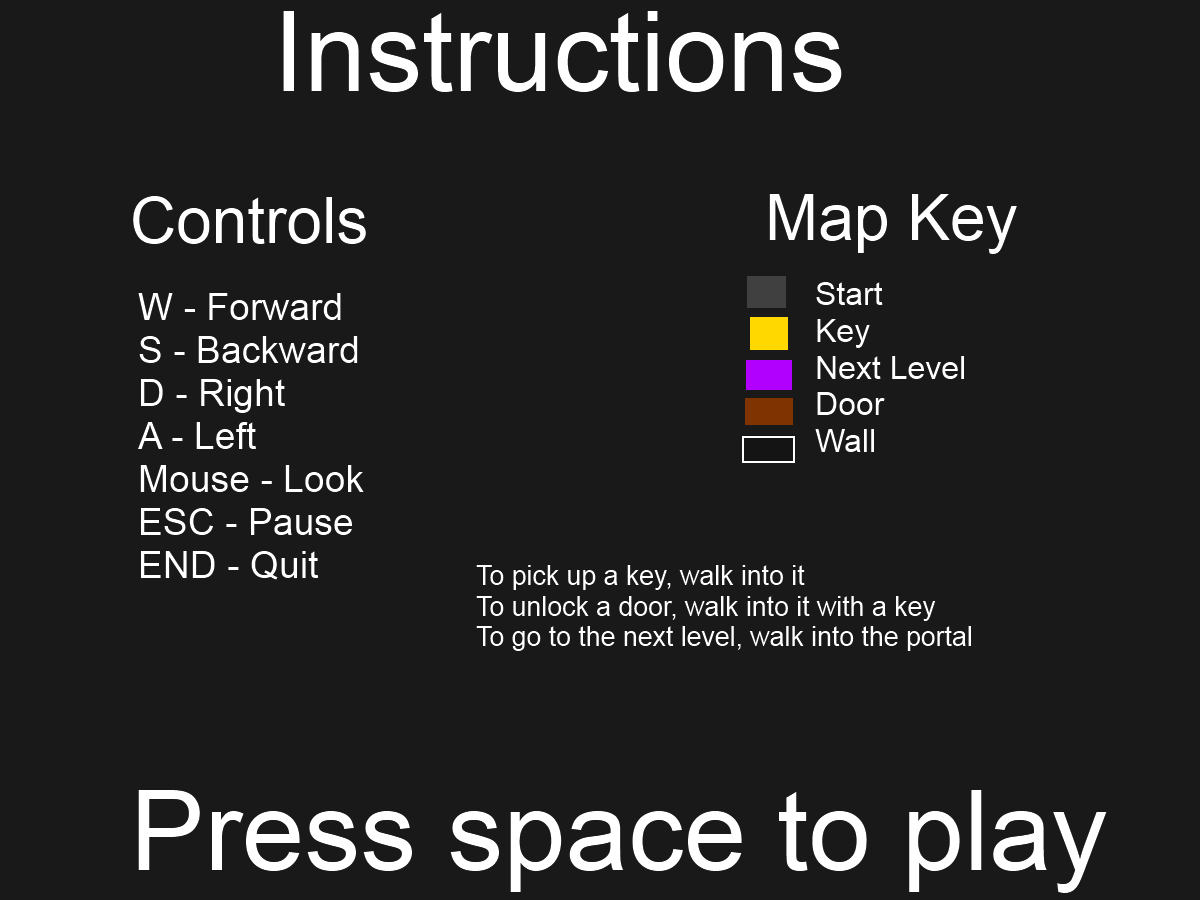 Instructions
Controls
W - Forward
S - Backward
D - Right
A - Left
Mouse - Look
ESC - Pause
END - Quit
Map Key
Start
Key
Next Level
Door
Wall
To pick up a key, walk into it
To unlock a door, walk into it with a key
To go to the next level, walk into the portal
Press space to play